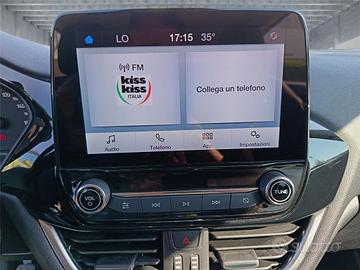 LO 17:15 35°
FM
kiss
kiss
ITALIA
Collega un telefono
Audio Telefono App Impostazioni
VOL
TUNE